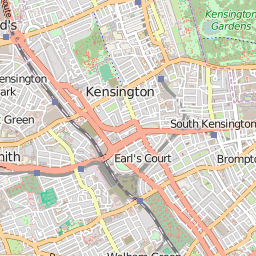 Kensington
Gardens
d's
ensington
ark
Kensington
Green
South Kensington
mith
Earl's Court
Brompto
Walham Green